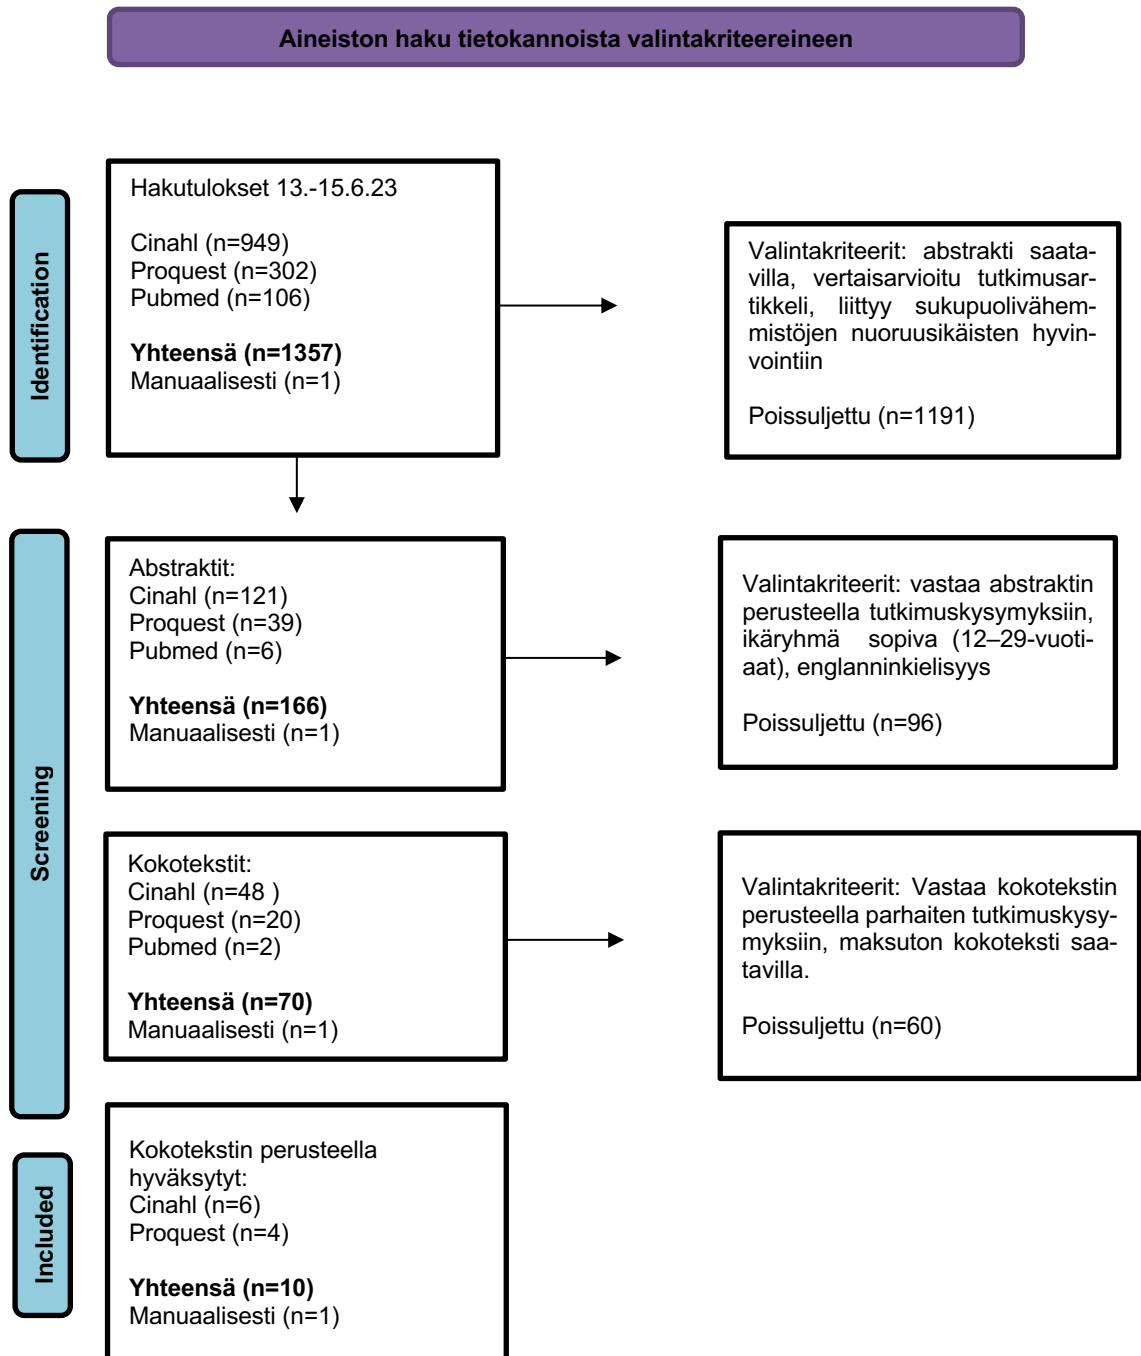 Aineiston haku tietokannoista valintakriteereineen
Identification
Hakutulokset 13.-15.6.23
Cinahl (n=949)
Proquest (n=302)
Pubmed (n=106)
Yhteensä (n=1357)
Manuaalisesti (n=1)
Valintakriteerit: abstrakti saata-
villa, vertaisarvioitu tutkimusar-
tikkeli, liittyy sukupuolivähem-
mistöjen nuoruusikäisten hyvin-
vointiin
Poissuljettu (n=1191)
Screening
Abstraktit:
Cinahl (n=121)
Proquest (n=39)
Pubmed (n=6)
Yhteensä (n=166)
Manuaalisesti (n=1)
Valintakriteerit: vastaa abstraktin
perusteella tutkimuskysymyksiin,
ikäryhmä sopiva (12–29-vuoti-
aat), englanninkielisyys
Poissuljettu (n=96)
Kokotekstit:
Cinahl (n=48 )
Proquest (n=20)
Pubmed (n=2)
Yhteensä (n=70)
Manuaalisesti (n=1)
Valintakriteerit: Vastaa kokotekstin
perusteella parhaiten tutkimuskysy-
myksiin, maksuton kokoteksti saa-
tavilla.
Poissuljettu (n=60)
Included
Kokotekstin perusteella
hyväksytyt:
Cinahl (n=6)
Proquest (n=4)
Yhteensä (n=10)
Manuaalisesti (n=1)